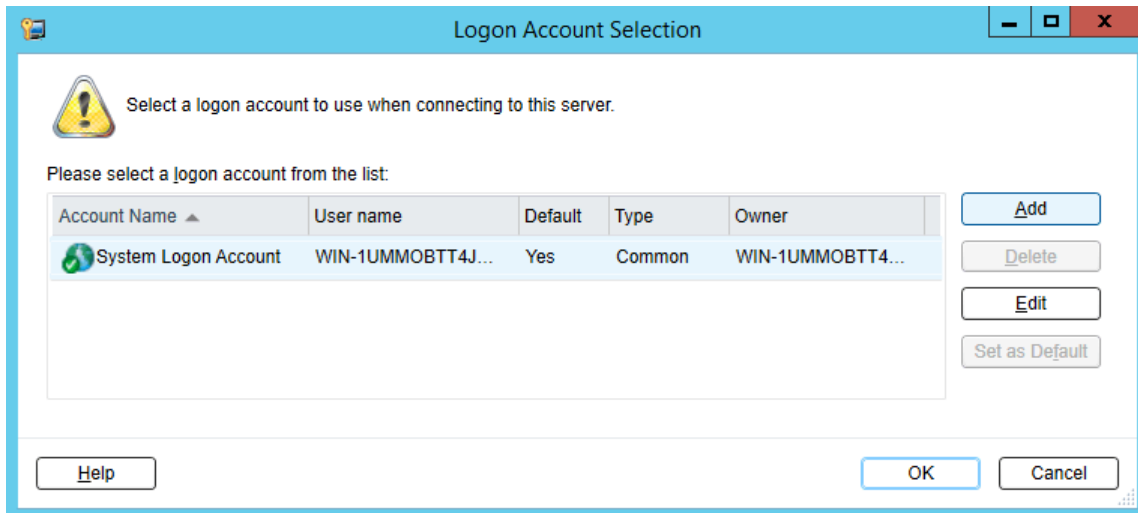 Logon Account Selection
Select a logon account to use when connecting to this server.
Please select a logon account from the list:
Account Name User name Default Type Owner Add
System Logon Account WIN-1UMMOBTT4J... Yes Common WIN-1UMMOBTT4... Delete
Edit
Set as Default
Help OK Cancel